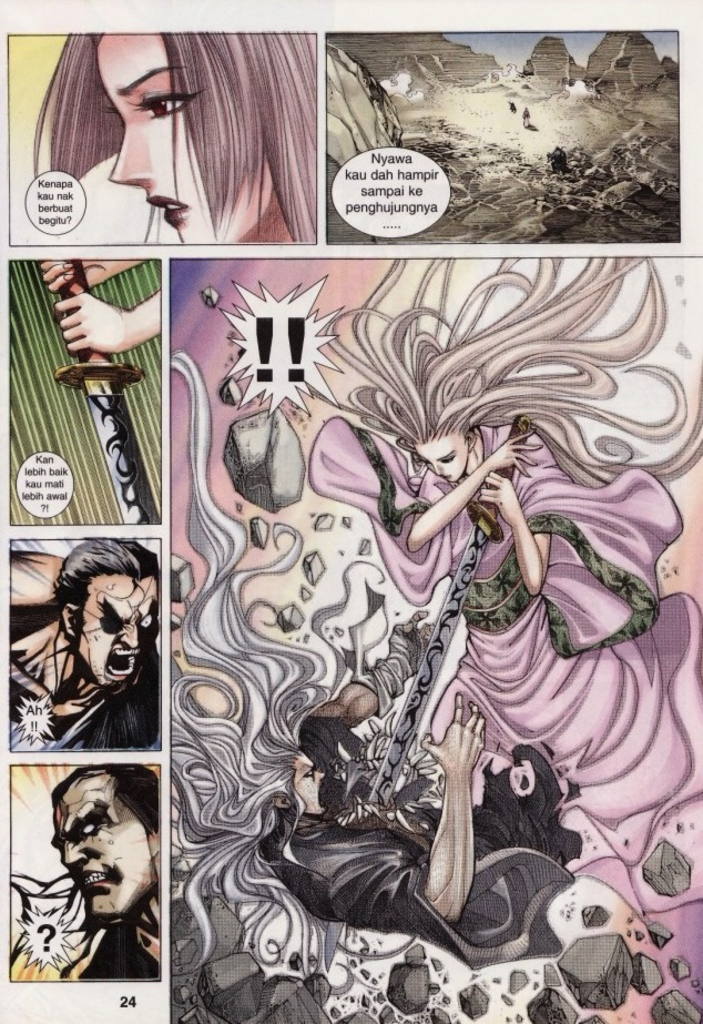 Kenapa
kau nak
berbuat
begitu?
Nyawa
kau dah hampir
sampai ke
penghujungnya
.....
Kan
lebih baik
kau mati
lebih awal
?!
!!
Ah
!!
?
24